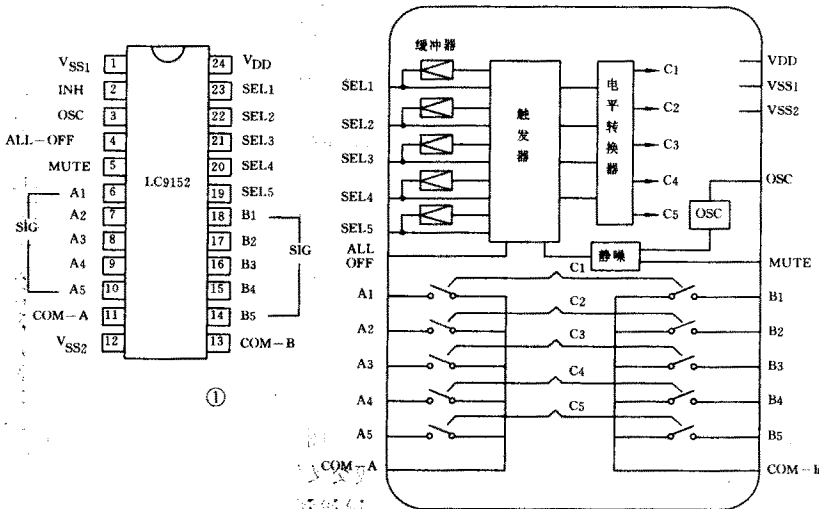 VSS1 1 24 VDD
INH 2 23 SEL1
OSC 3 22 SEL2
ALL-OFF 4 21 SEL3
MUTE 5 20 SEL4
A1 6 19 SEL5
A2 7 18 B1
A3 8 17 B2
A4 9 16 B3
A5 10 15 B4
COM-A 11 14 B5
VSS2 12 13 COM-B
LC9152
SIG
SIG
①
缓冲器
SEL1
SEL2
SEL3
SEL4
SEL5
ALL
OFF
触发器
电平转换器
C1
C2
C3
C4
C5
VDD
VSS1
VSS2
OSC
OSC
静噪
MUTE
A1 C1 B1
A2 C2 B2
A3 C3 B3
A4 C4 B4
A5 C5 B5
COM-A